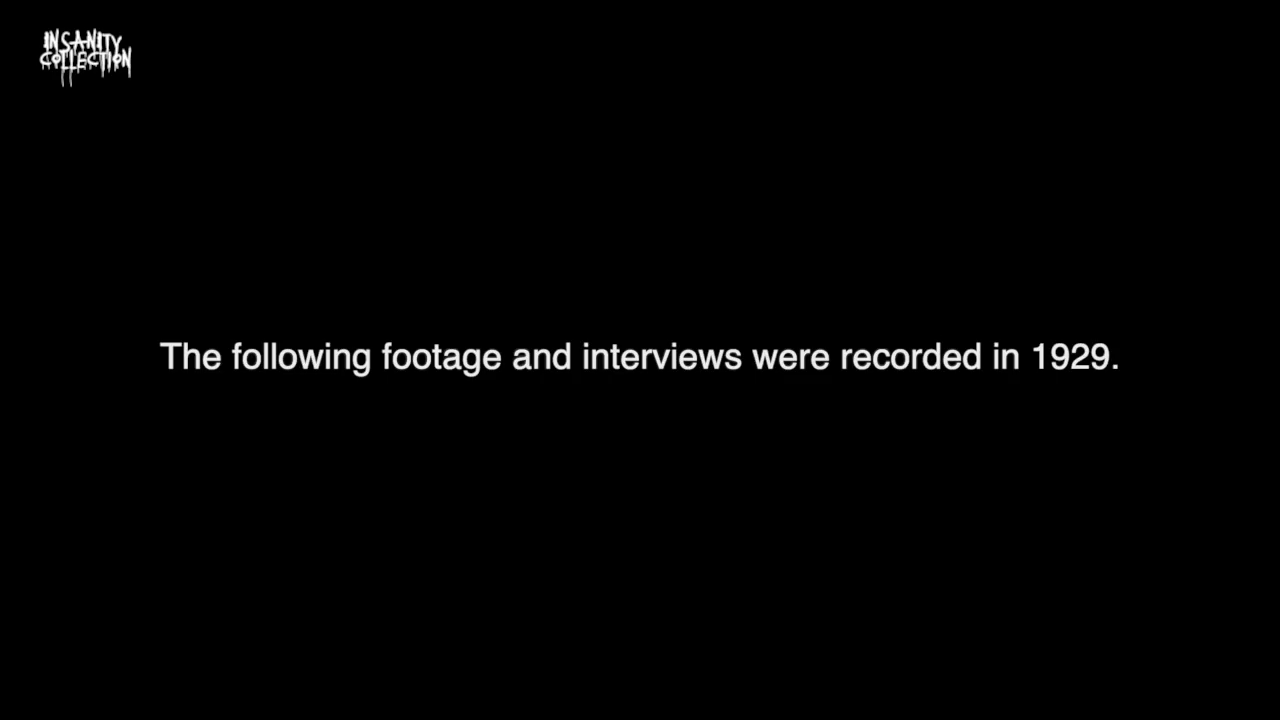 INSANITY
COLLECTION
The following footage and interviews were recorded in 1929.